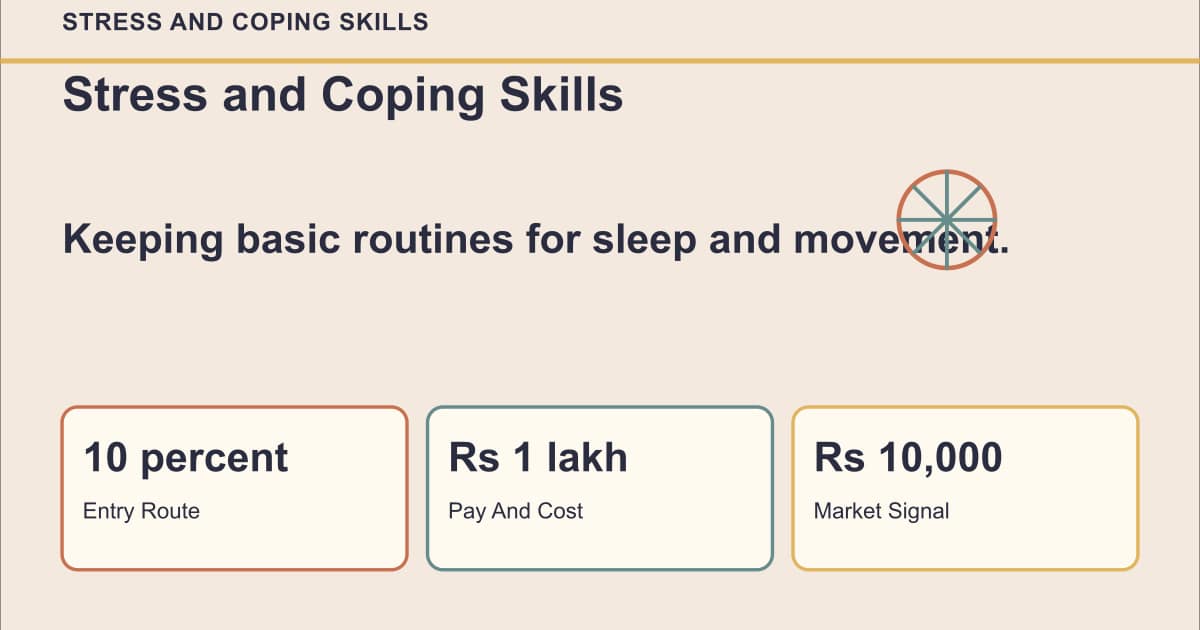 STRESS AND COPING SKILLS
Stress and Coping Skills
Keeping basic routines for sleep and movement.
10 percent
Entry Route
Rs 1 lakh
Pay And Cost
Rs 10,000
Market Signal